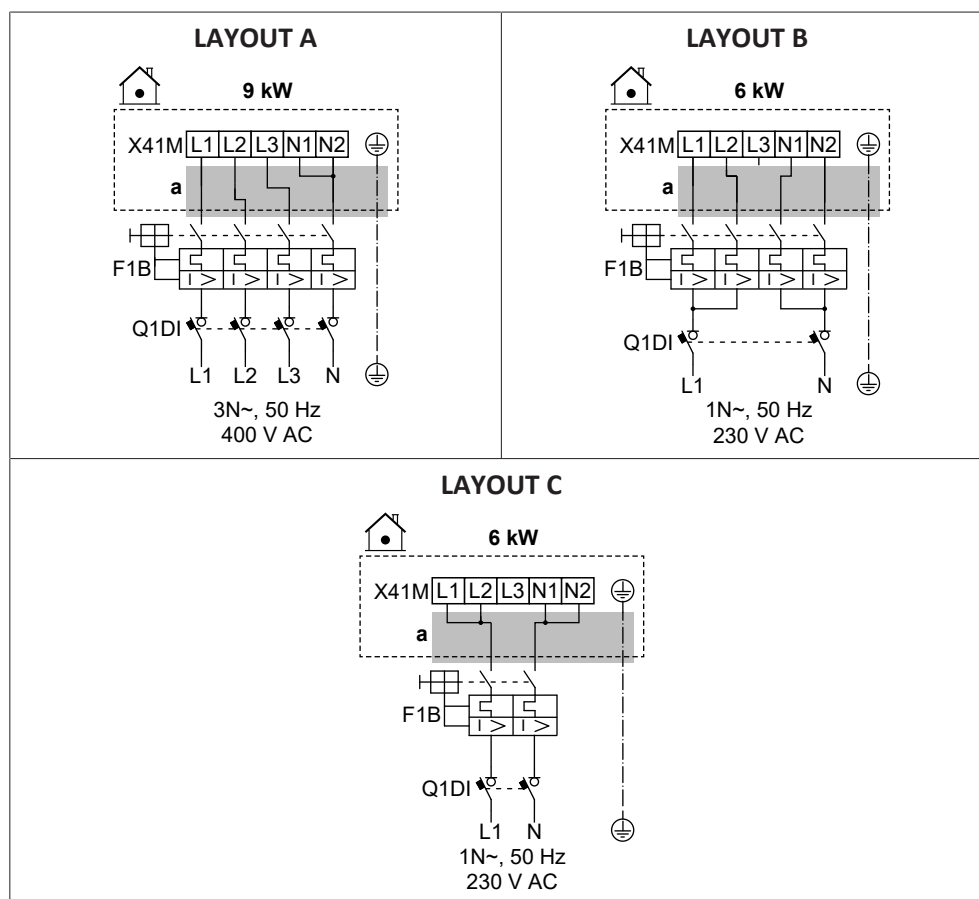 LAYOUT A
9 kW
X41M L1 L2 L3 N1 N2
a
F1B
I > I > I > I >
Q1DI
L1 L2 L3 N
3N~, 50 Hz
400 V AC
LAYOUT B
6 kW
X41M L1 L2 L3 N1 N2
a
F1B
I > I > I > I >
Q1DI
L1 N
1N~, 50 Hz
230 V AC
LAYOUT C
6 kW
X41M L1 L2 L3 N1 N2
a
F1B
I > I >
Q1DI
L1 N
1N~, 50 Hz
230 V AC